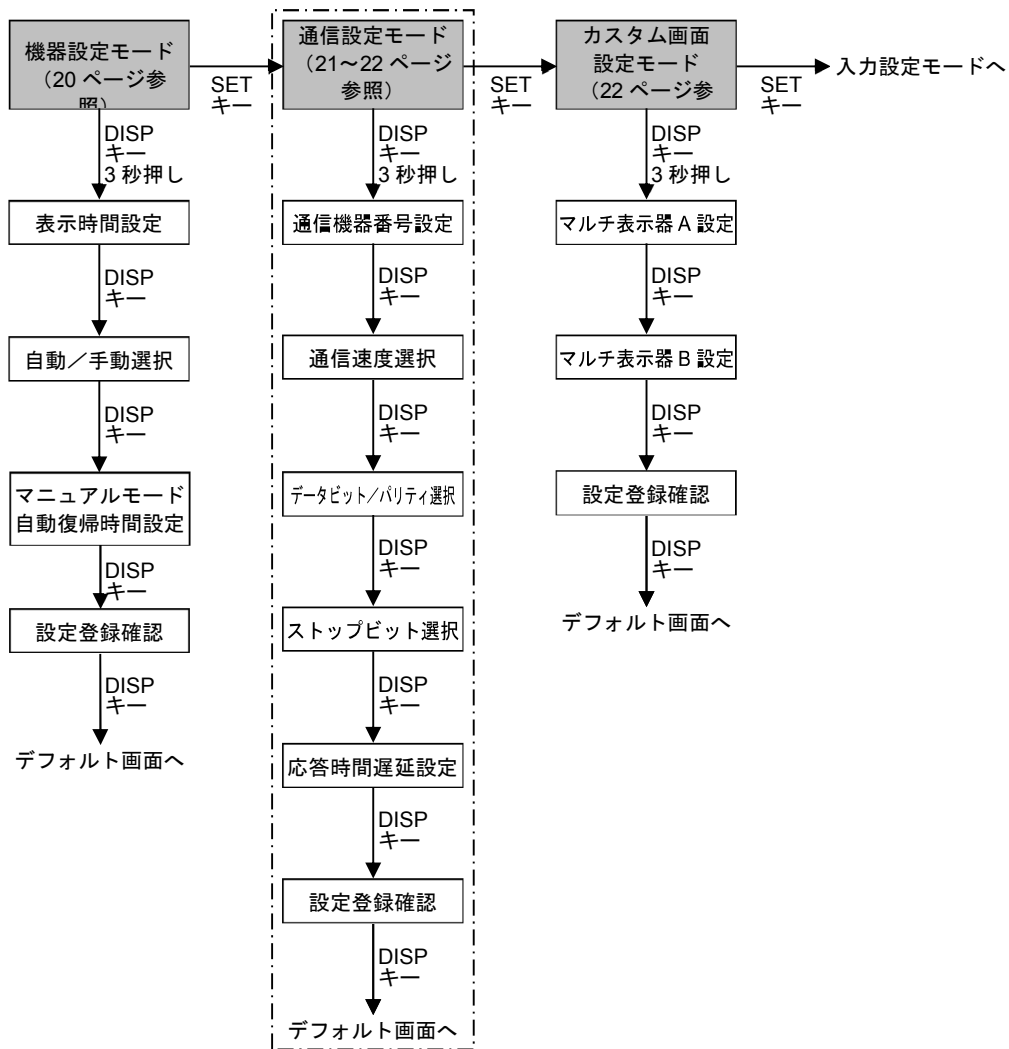 機器設定モード
（20 ページ参
照）
SET
キー
通信設定モード
（21～22 ページ
参照）
SET
キー
カスタム画面
設定モード
（22 ページ参
SET
キー
入力設定モードへ
DISP
キー
3 秒押し
表示時間設定
DISP
キー
自動／手動選択
DISP
キー
マニュアルモード
自動復帰時間設定
DISP
キー
設定登録確認
DISP
キー
デフォルト画面へ
DISP
キー
3 秒押し
通信機器番号設定
DISP
キー
通信速度選択
DISP
キー
データビット／パリティ選択
DISP
キー
ストップビット選択
DISP
キー
応答時間遅延設定
DISP
キー
設定登録確認
DISP
キー
デフォルト画面へ
DISP
キー
3 秒押し
マルチ表示器 A 設定
DISP
キー
マルチ表示器 B 設定
DISP
キー
設定登録確認
DISP
キー
デフォルト画面へ